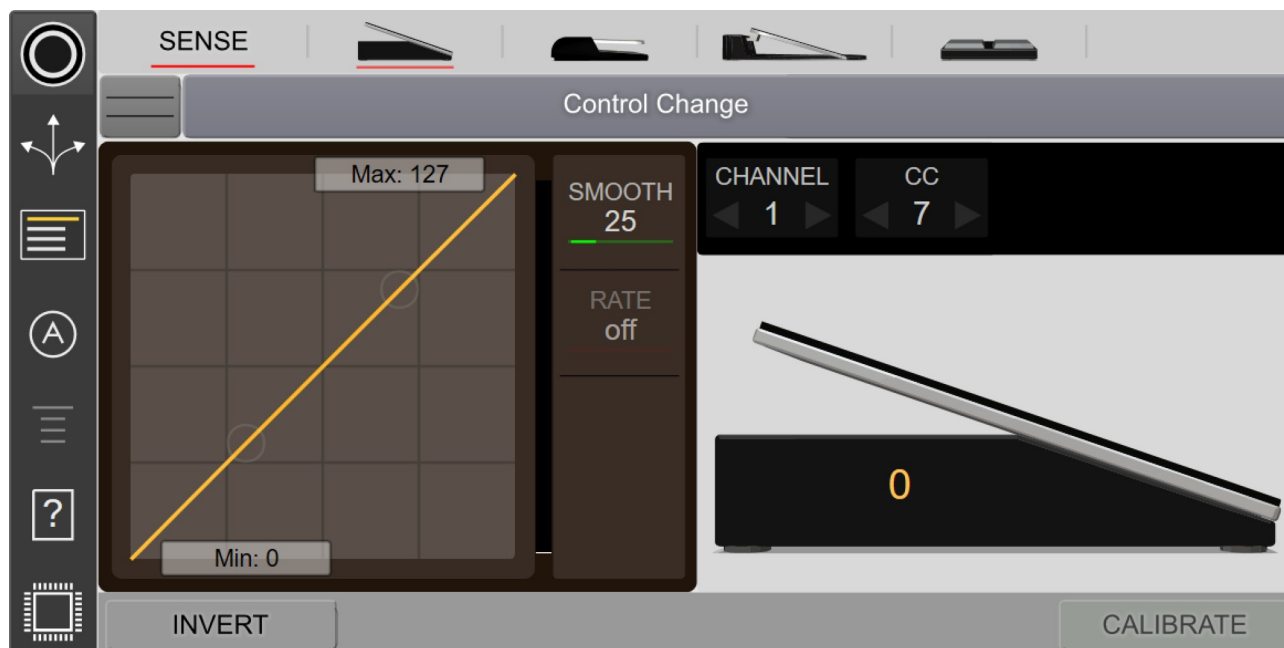 SENSE
Control Change
Max: 127
SMOOTH
25
RATE
off
Min: 0
CHANNEL
1
CC
7
A
0
?
INVERT
CALIBRATE